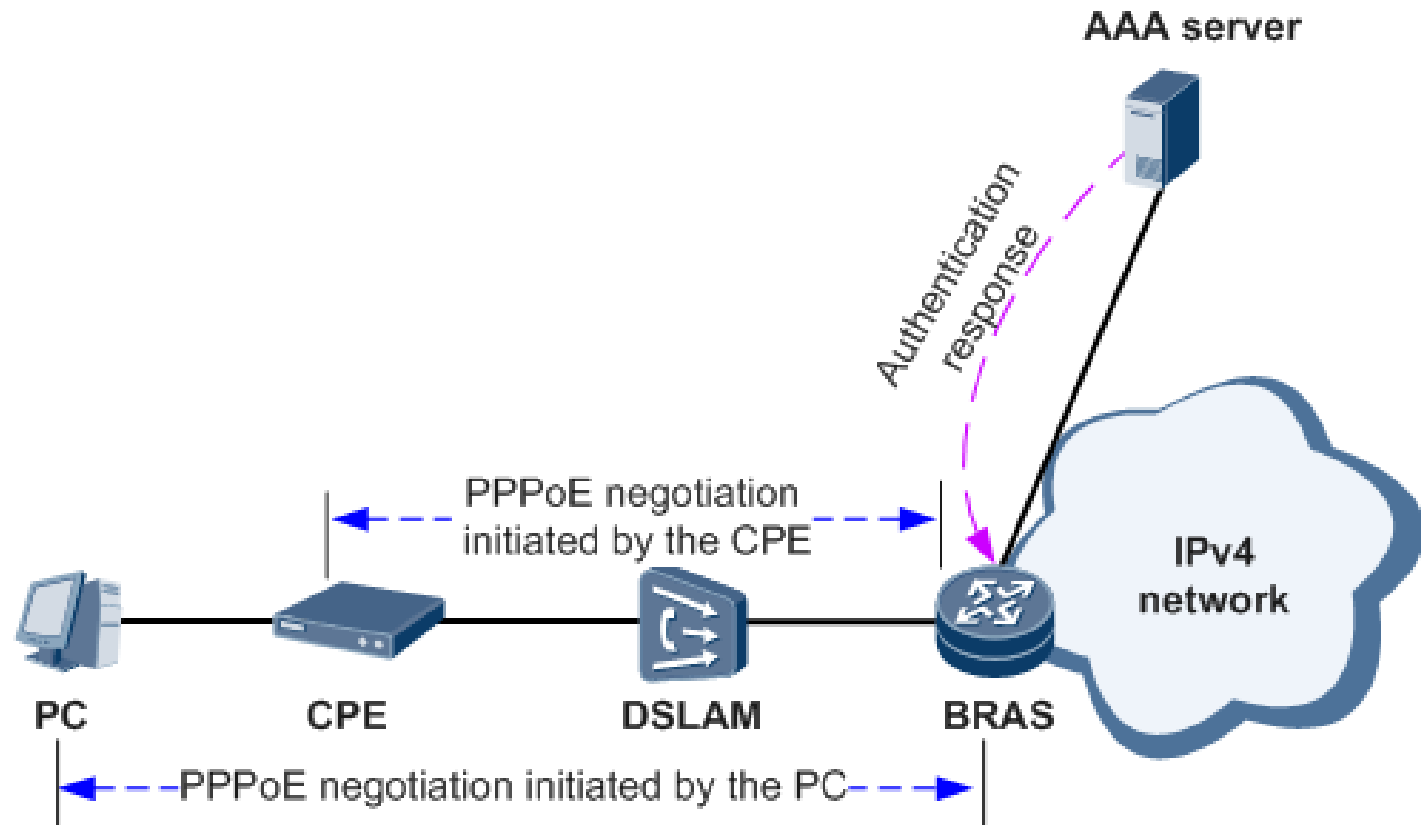 AAA server
Authentication
response
PPPoE negotiation
initiated by the CPE
IPv4
network
PC
CPE
DSLAM
BRAS
PPPoE negotiation initiated by the PC